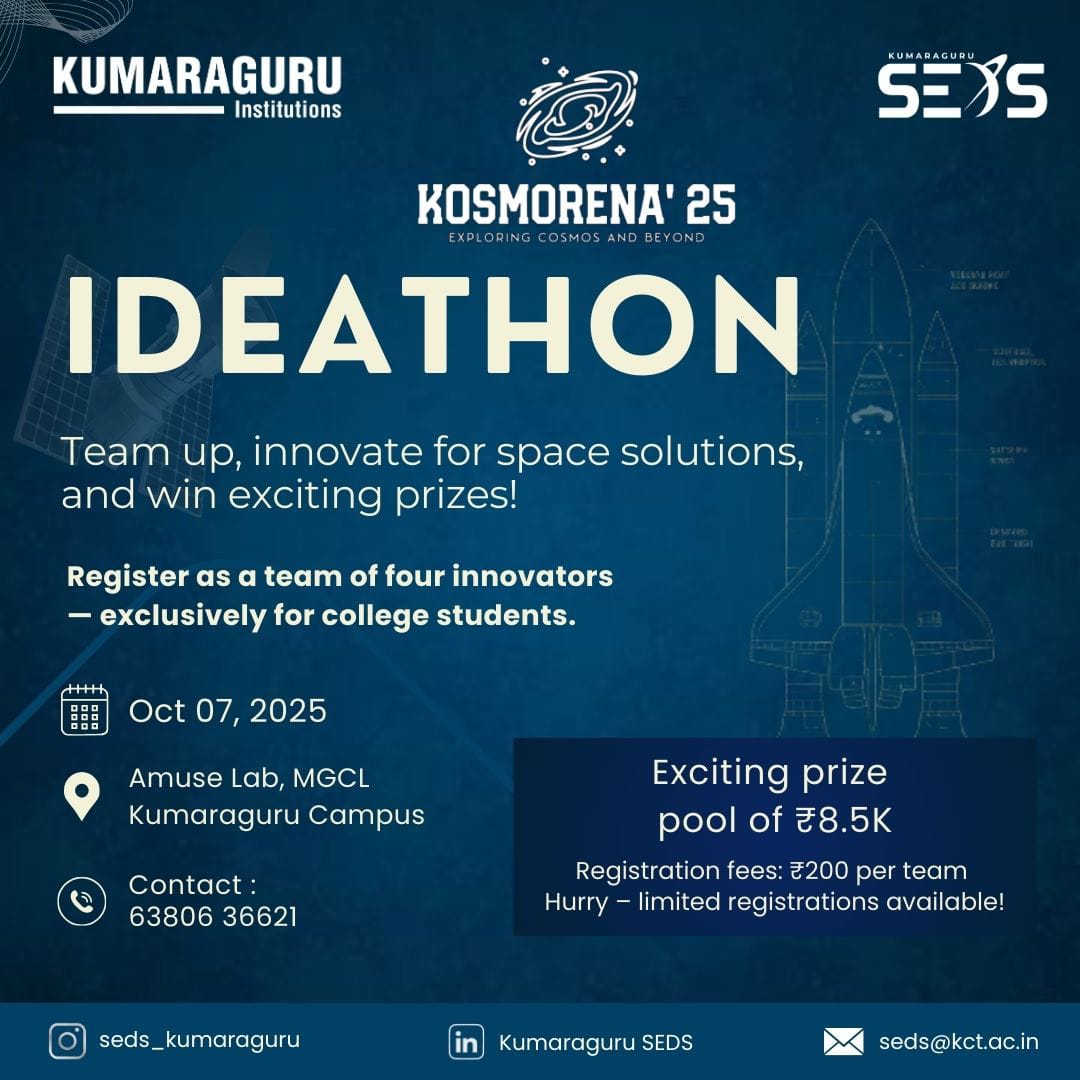 KUMARAGURU
Institutions
KUMARAGURU
SEDS
KOSMORENA' 25
EXPLORING COSMOS AND BEYOND
IDEATHON
Team up, innovate for space solutions,
and win exciting prizes!
Register as a team of four innovators
— exclusively for college students.
Oct 07, 2025
Amuse Lab, MGCL
Kumaraguru Campus
Contact :
63806 36621
Exciting prize
pool of ₹8.5K
Registration fees: ₹200 per team
Hurry – limited registrations available!
seds_kumaraguru
in
Kumaraguru SEDS
seds@kct.ac.in